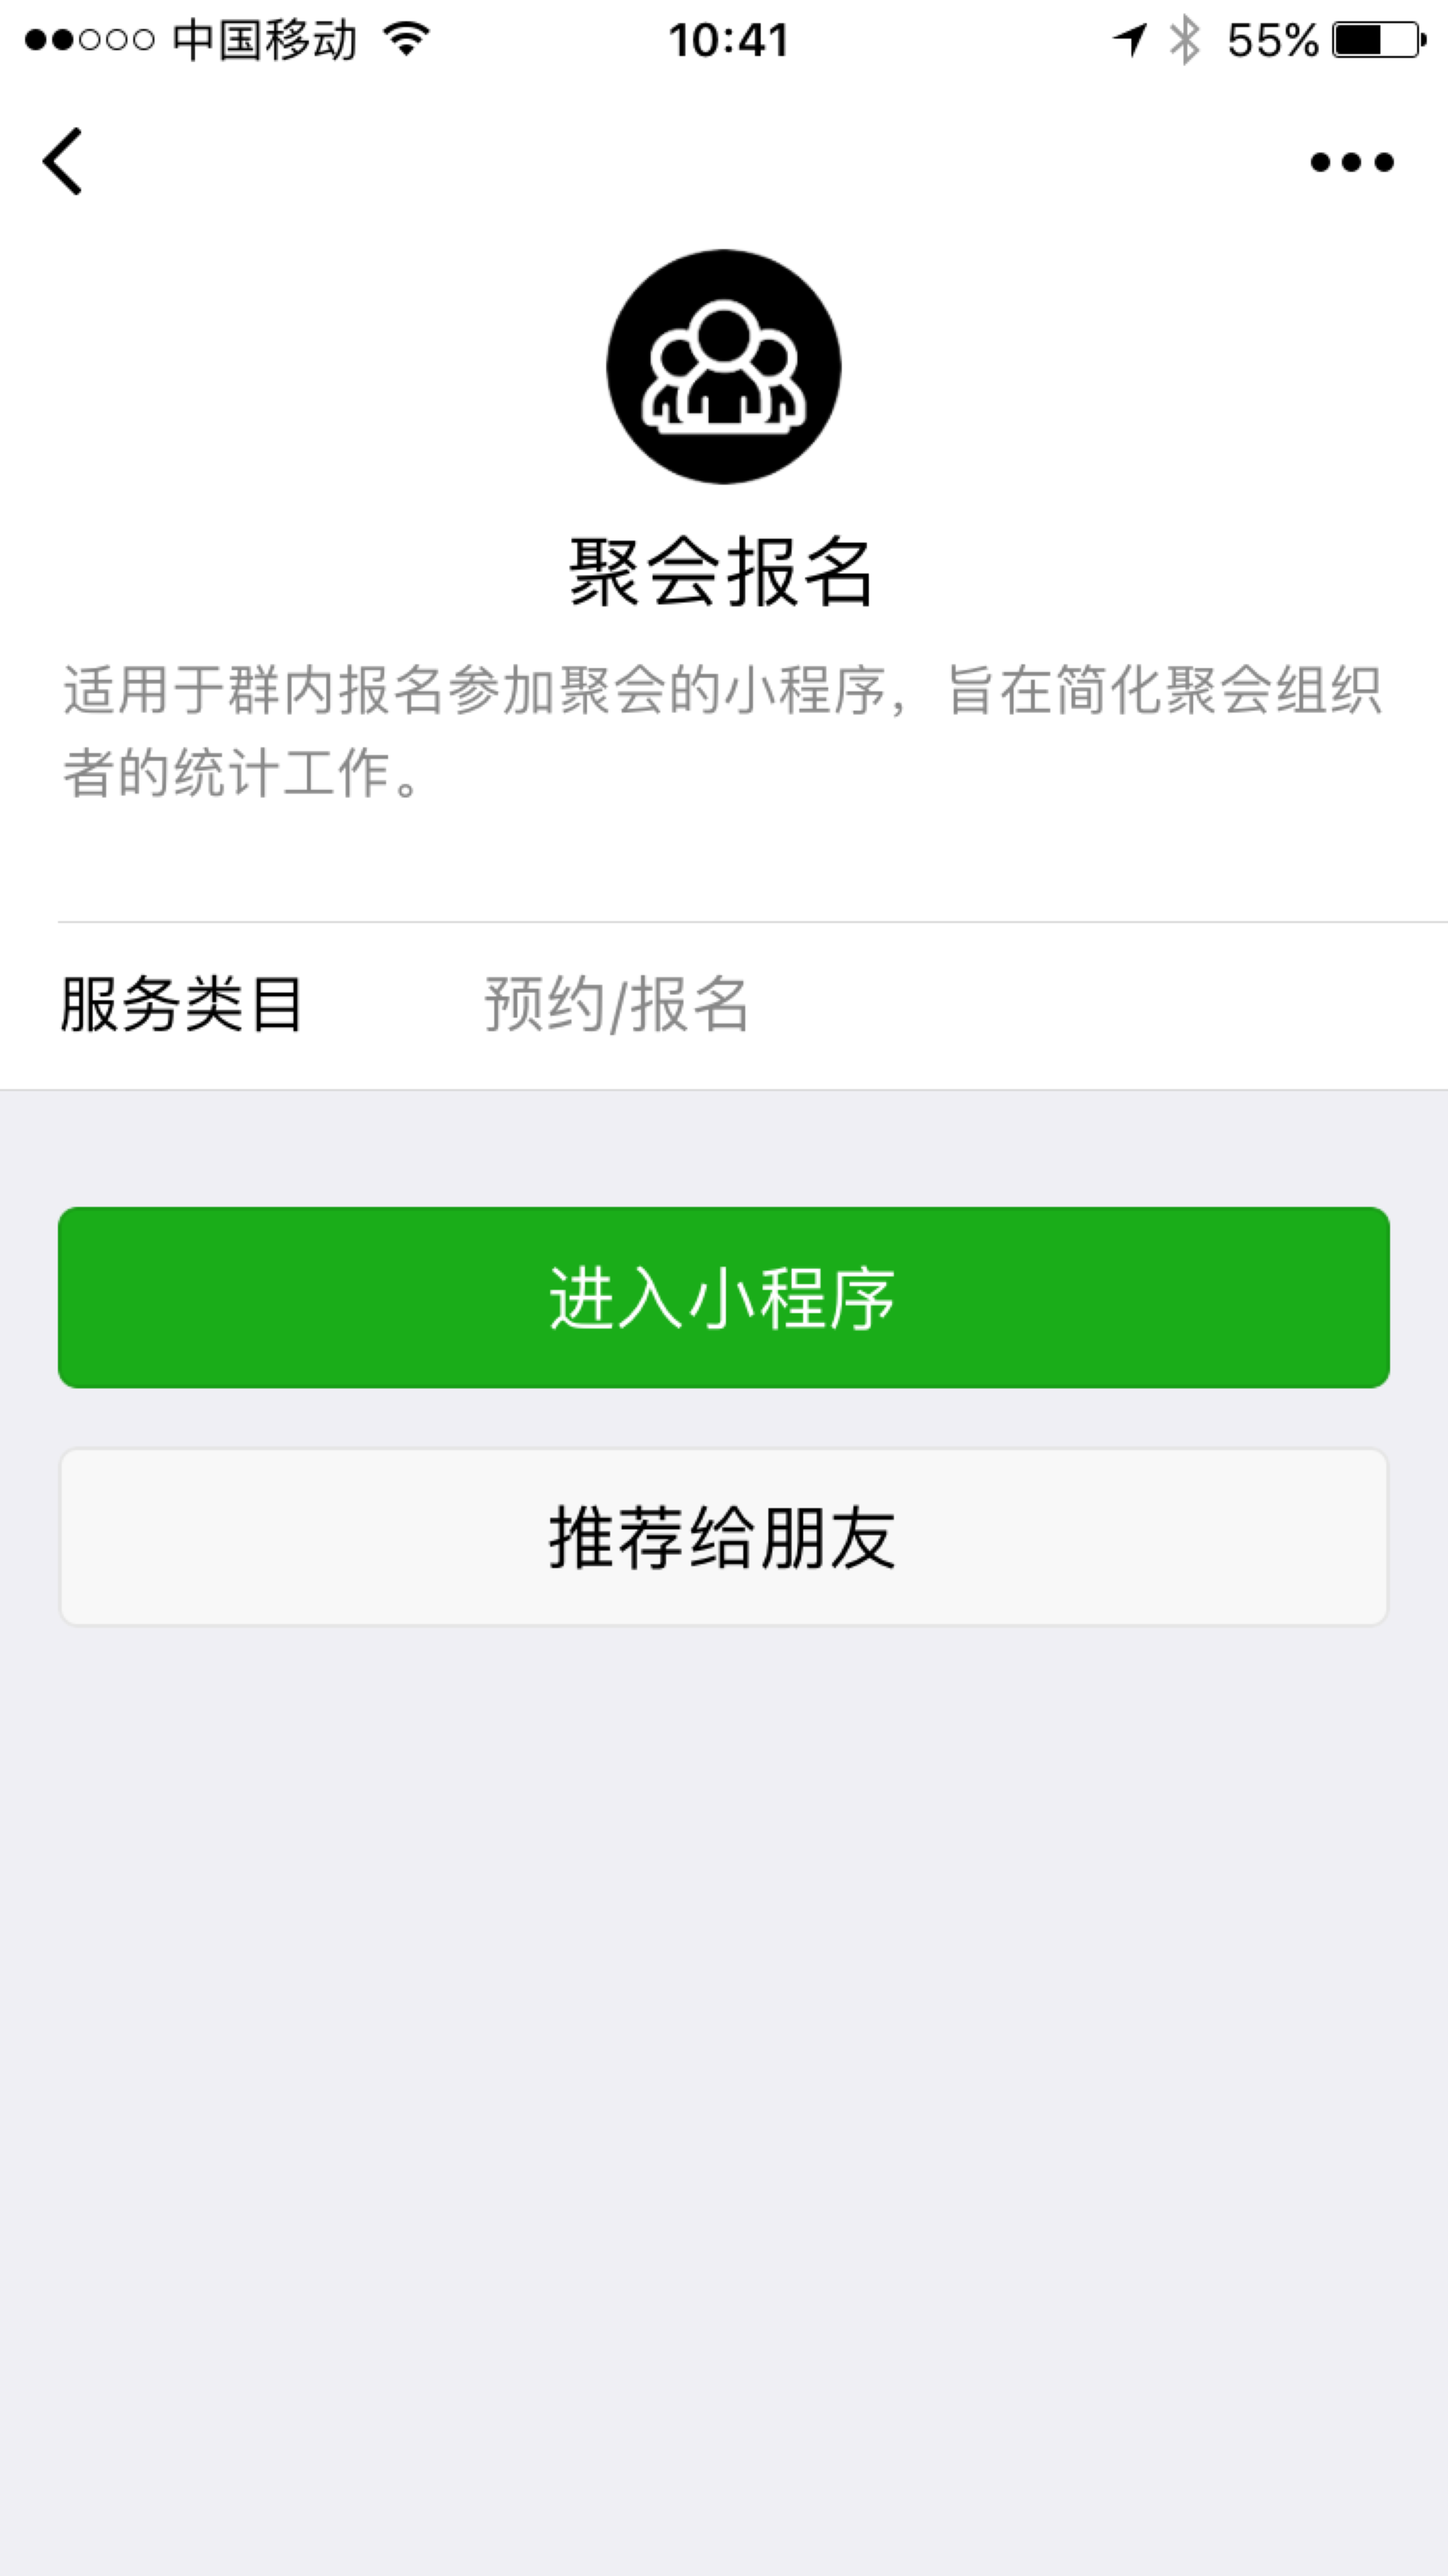 中国移动 10:41 55%
聚会报名
适用于群内报名参加聚会的小程序，旨在简化聚会组织
者的统计工作。
服务类目 预约/报名
进入小程序
推荐给朋友